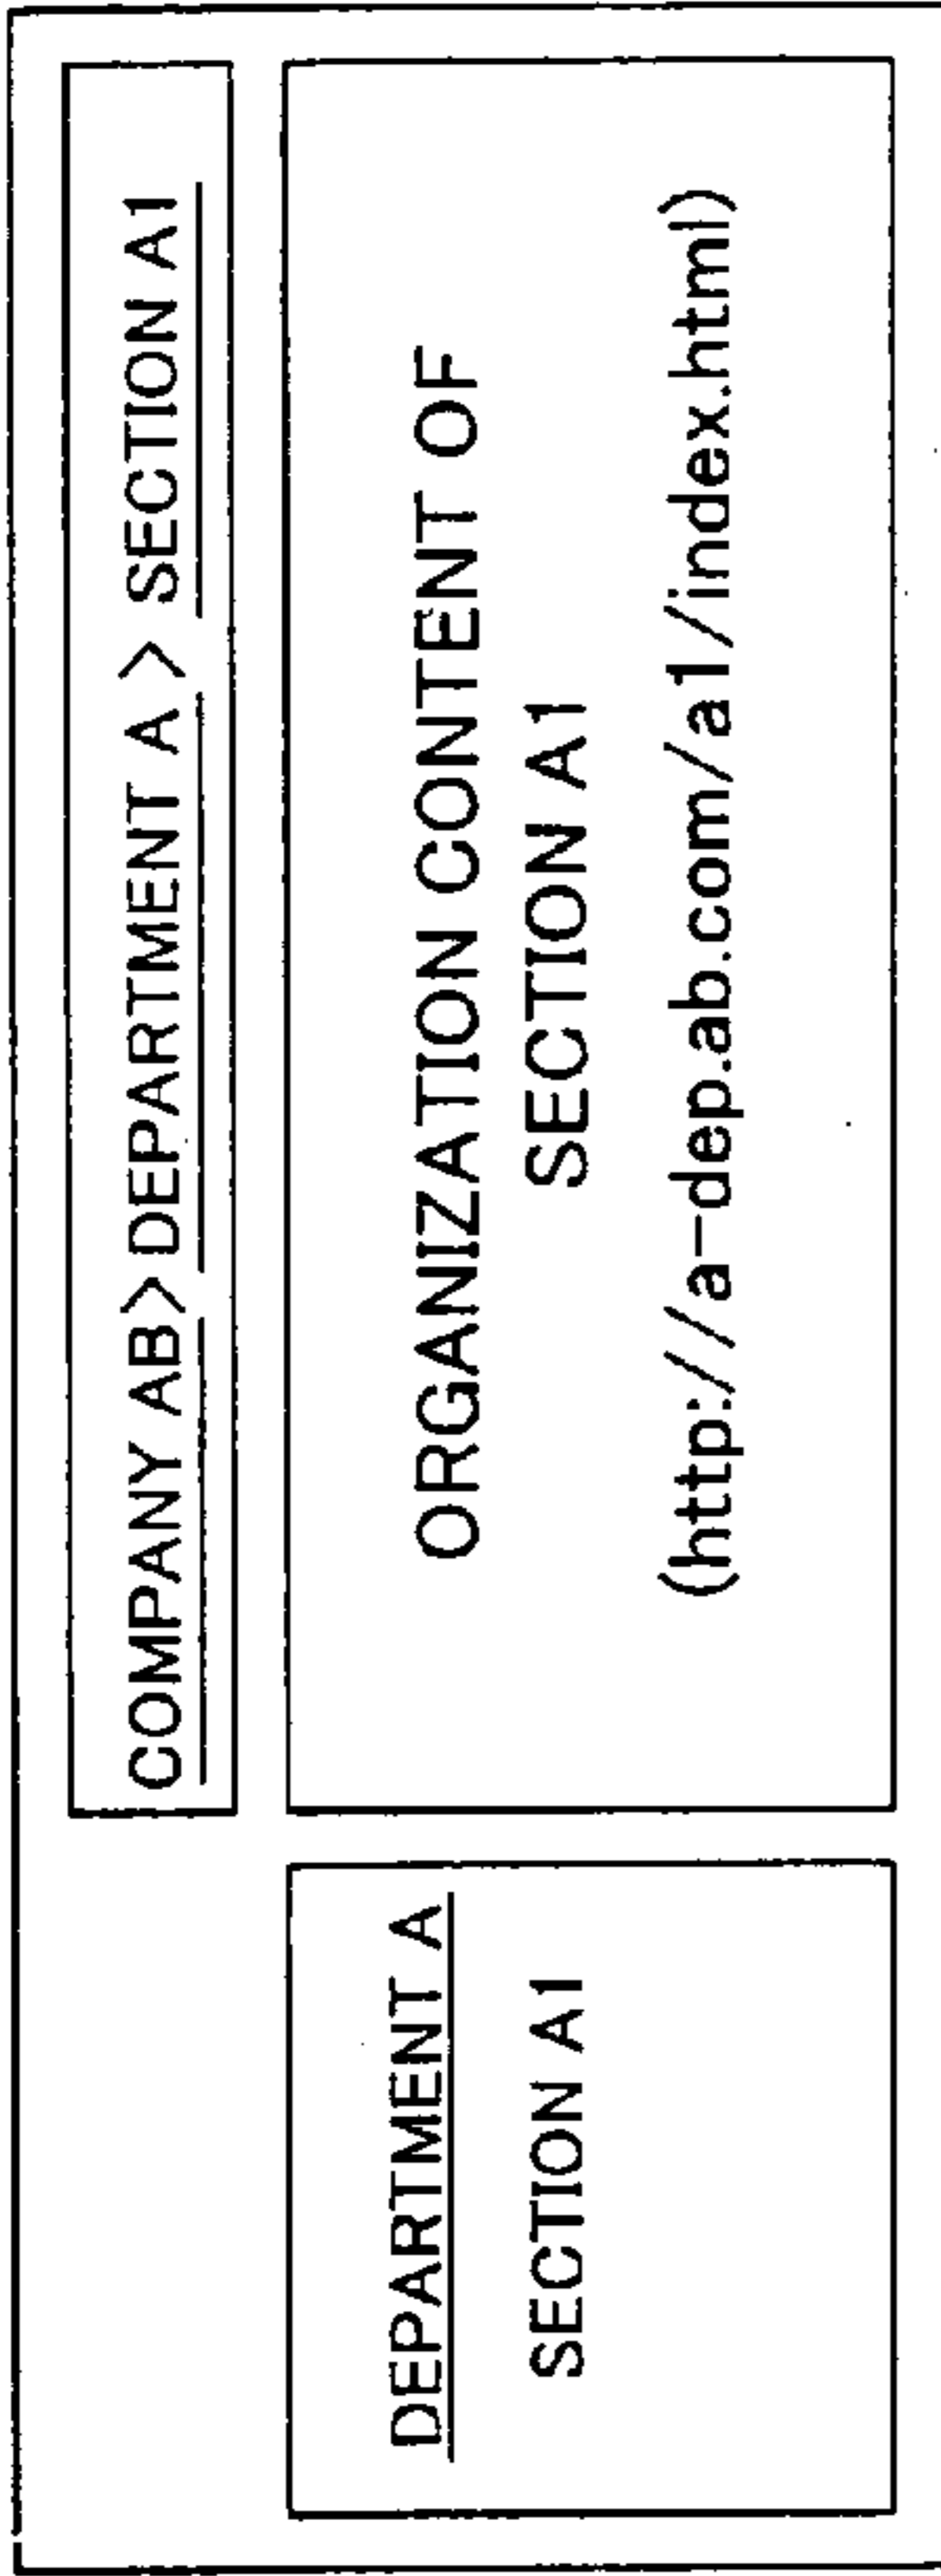 COMPANY AB>DEPARTMENT A > SECTION A1
DEPARTMENT A
SECTION A1
ORGANIZATION CONTENT OF
SECTION A1
(http://a-dep.ab.com/a1/index.html)